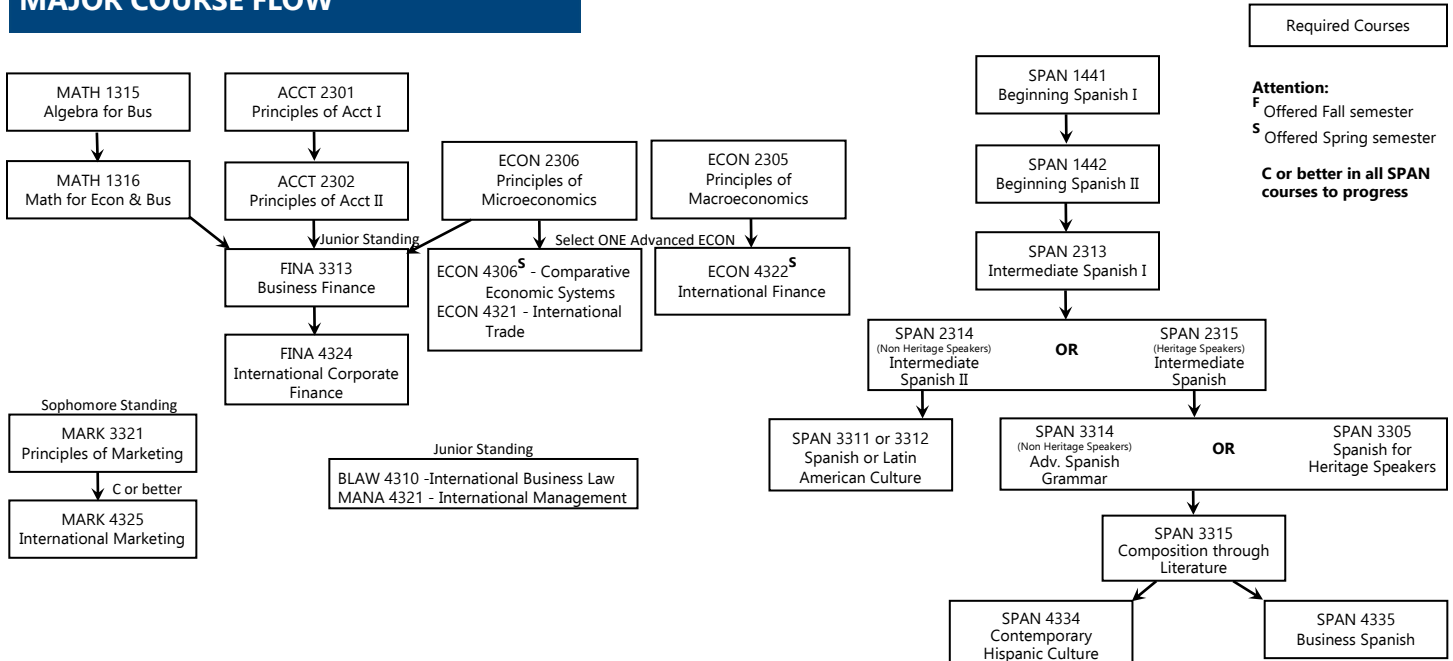 MAJOR COURSE FLOW
Required Courses
Attention:
F Offered Fall semester
S Offered Spring semester
C or better in all SPAN
courses to progress
MATH 1315
Algebra for Bus
MATH 1316
Math for Econ & Bus
ACCT 2301
Principles of Acct I
ACCT 2302
Principles of Acct II
ECON 2306
Principles of
Microeconomics
ECON 2305
Principles of
Macroeconomics
Junior Standing
Select ONE Advanced ECON
FINA 3313
Business Finance
ECON 4306S - Comparative
Economic Systems
ECON 4321 - International
Trade
ECON 4322S
International Finance
FINA 4324
International Corporate
Finance
Sophomore Standing
MARK 3321
Principles of Marketing
C or better
MARK 4325
International Marketing
Junior Standing
BLAW 4310 -International Business Law
MANA 4321 - International Management
SPAN 1441
Beginning Spanish I
SPAN 1442
Beginning Spanish II
SPAN 2313
Intermediate Spanish I
SPAN 2314
(Non Heritage Speakers)
Intermediate
Spanish II
OR
SPAN 2315
(Heritage Speakers)
Intermediate
Spanish
SPAN 3311 or 3312
Spanish or Latin
American Culture
SPAN 3314
(Non Heritage Speakers)
Adv. Spanish
Grammar
OR
SPAN 3305
Spanish for
Heritage Speakers
SPAN 3315
Composition through
Literature
SPAN 4334
Contemporary
Hispanic Culture
SPAN 4335
Business Spanish